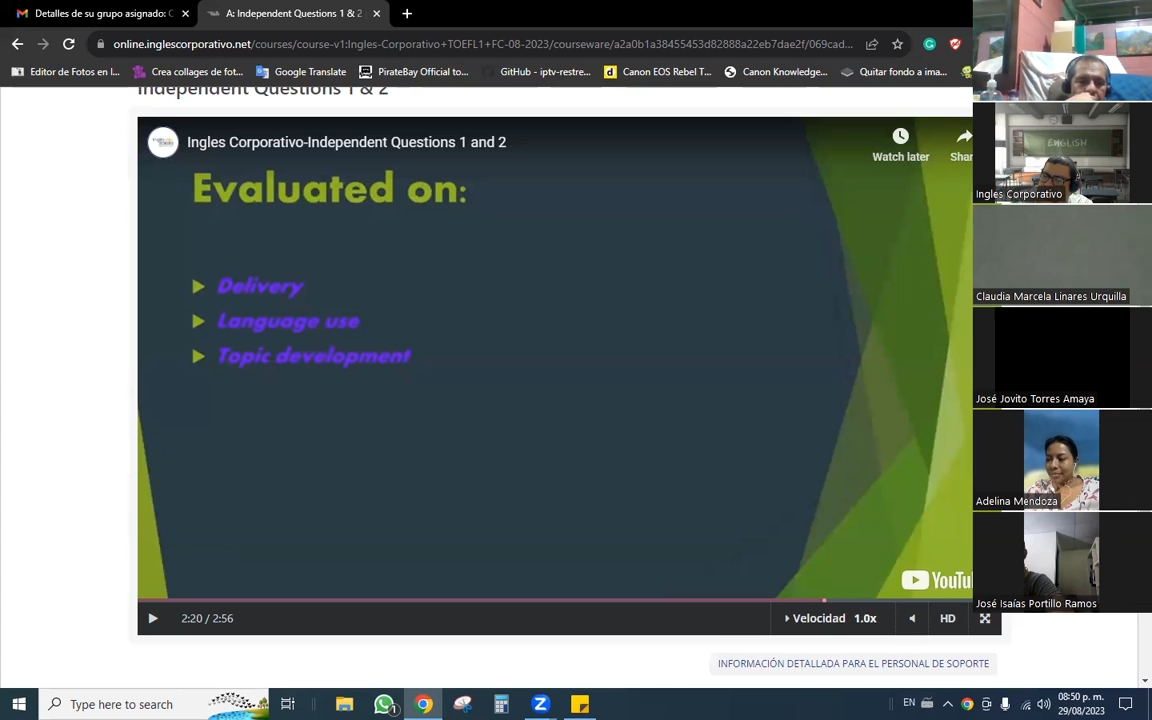 Detalles de su grupo asignado: C
A: Independent Questions 1 & 2
online.inglescorporativo.net/courses/course-v1:Ingles-Corporativo+TOEFL1+FC-08-2023/courseware/a2a0b1a38455453d82888a22eb7dae2f/069cad...
Editor de Fotos en l...
Crea collages de fot...
Google Translate
PirateBay Official to...
GitHub - iptv-restre...
Canon EOS Rebel T...
Canon Knowledge...
Quitar fondo a ima...
Independent Questions 1 & 2
Ingles Corporativo-Independent Questions 1 and 2
Watch later
Shar
Evaluated on:
Delivery
Language use
Topic development
YouTu
2:20 / 2:56
Velocidad 1.0x
HD
INFORMACIÓN DETALLADA PARA EL PERSONAL DE SOPORTE
ENGLISH
Ingles Corporativo
Claudia Marcela Linares Urquilla
José Jovito Torres Amaya
Adelina Mendoza
José Isaías Portillo Ramos
Type here to search
1
EN
08:50 p. m.
29/08/2023